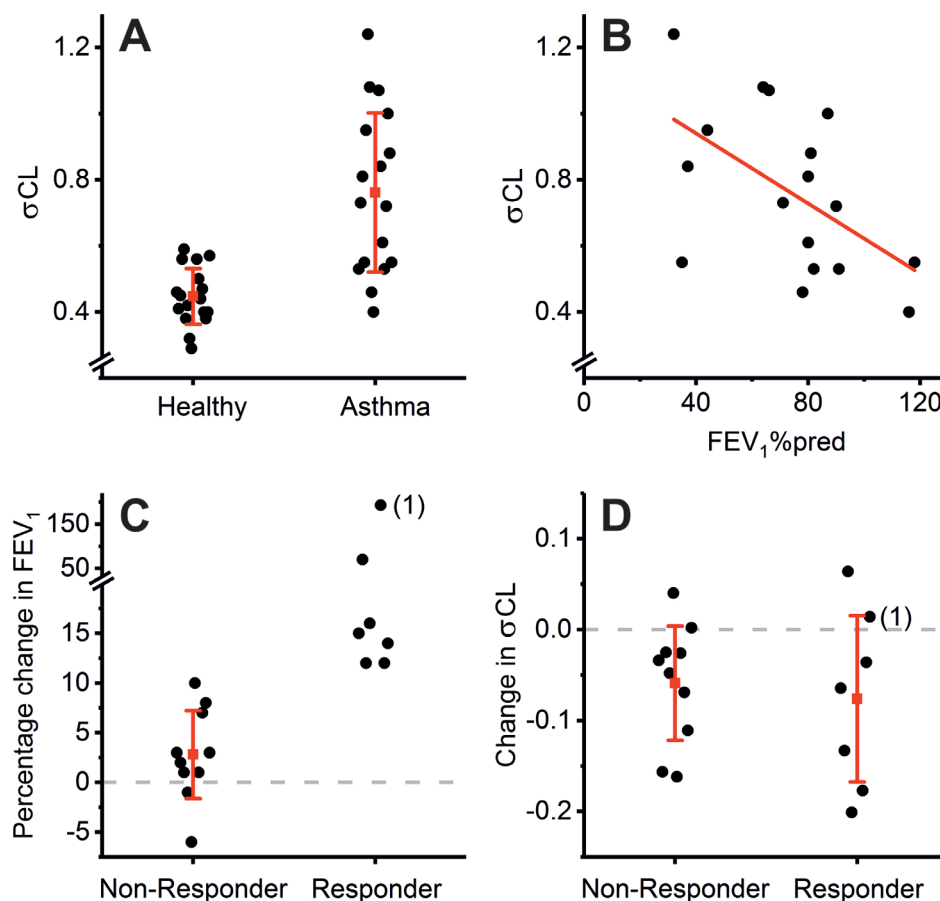 A
σCL
1.2
0.8
0.4
Healthy
Asthma
B
σCL
1.2
0.8
0.4
0
40
80
120
FEV₁%pred
C
Percentage change in FEV₁
150
50
15
10
5
0
-5
(1)
Non-Responder
Responder
D
Change in σCL
0.1
0.0
-0.1
-0.2
(1)
Non-Responder
Responder